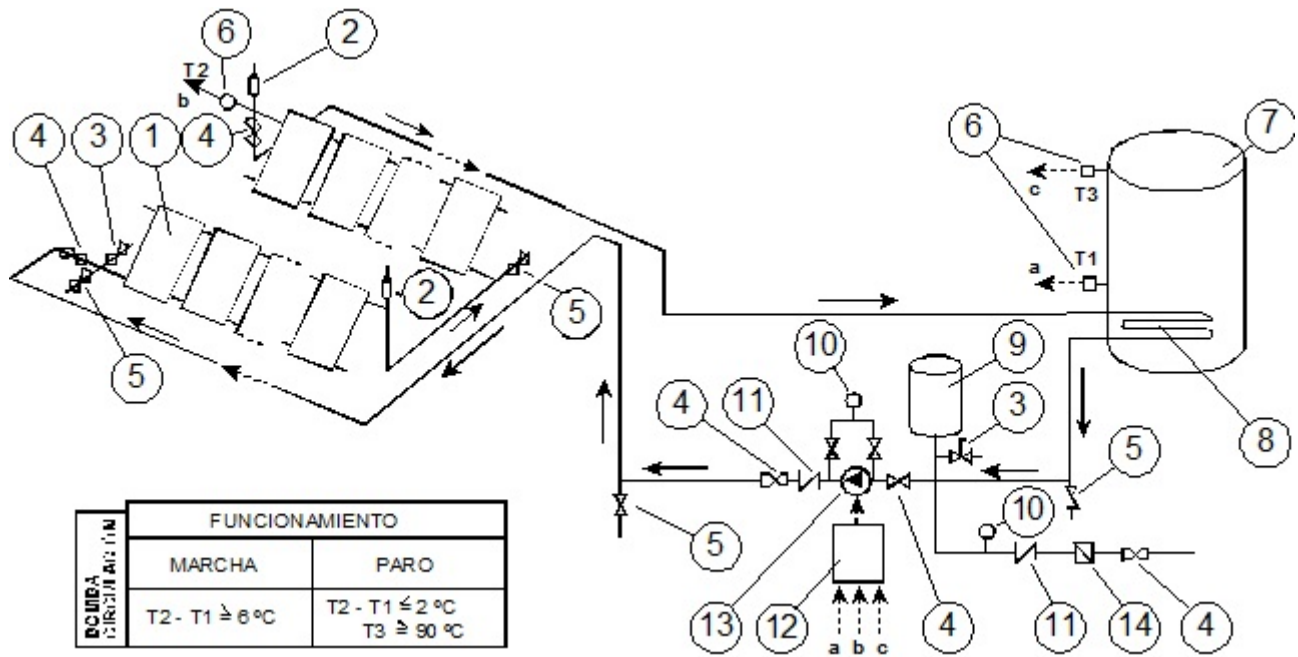 6
2
T2
b
4
3
1
4
6
7
c
T3
T1
a
2
5
5
10
9
4
11
3
8
5
5
10
13
12
4
11
14
4
a b c
BOMBA
CIRCULACIÓN
FUNCIONAMIENTO
MARCHA
PARO
T2 - T1 ≥ 6 ºC
T2 - T1 ≤ 2 ºC
T3 ≥ 90 ºC